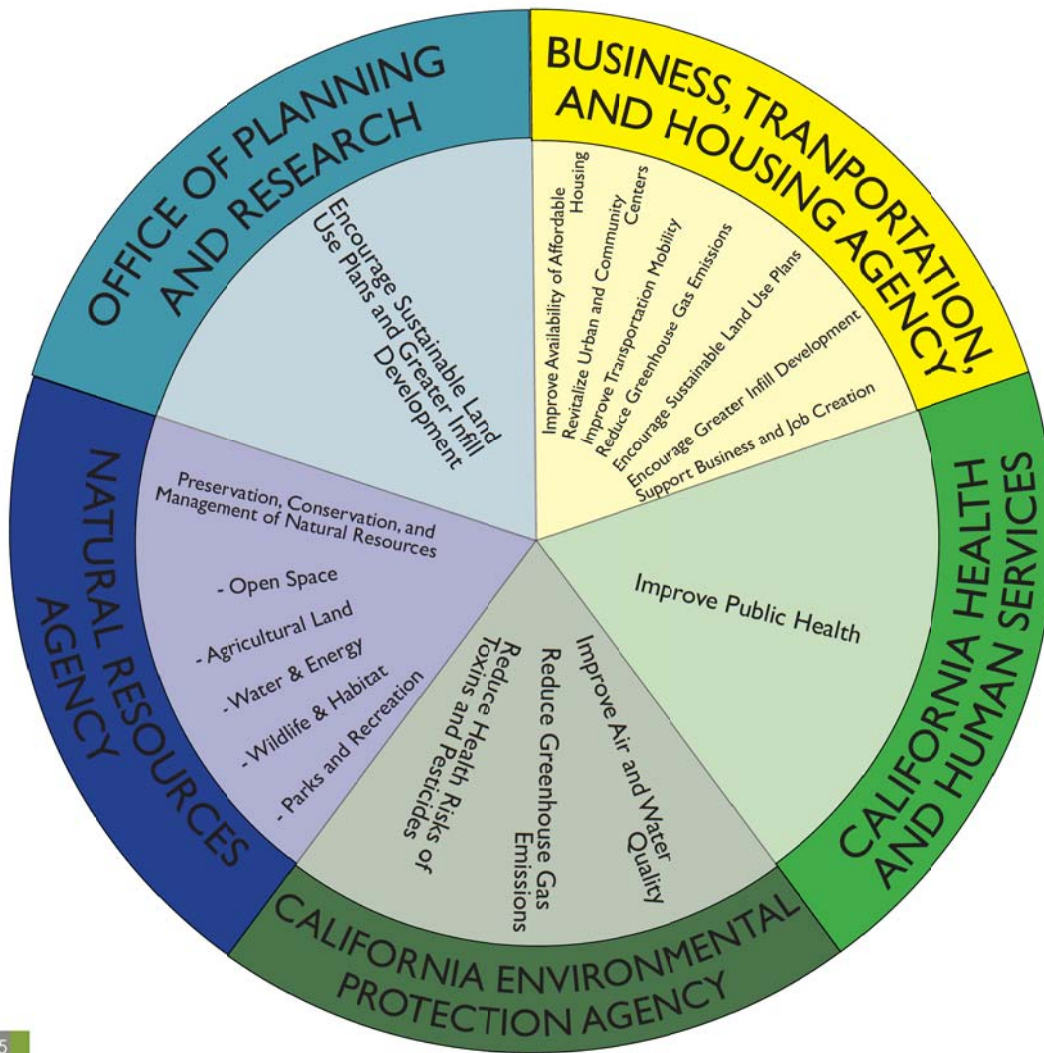 OFFICE OF PLANNING
AND RESEARCH
Encourage Sustainable Land
Use Plans and Greater Infill
Development
BUSINESS, TRANPORTATION,
AND HOUSING AGENCY
Improve Availability of Affordable
Housing
Revitalize Urban and Community
Centers
Improve Transportation Mobility
Reduce Greenhouse Gas Emissions
Encourage Sustainable Land Use Plans
Encourage Greater Infill Development
Support Business and Job Creation
CALIFORNIA HEALTH
AND HUMAN SERVICES
Improve Public Health
CALIFORNIA ENVIRONMENTAL
PROTECTION AGENCY
Improve Air and Water
Quality
Reduce Greenhouse Gas
Emissions
Reduce Health Risks of
Toxins and Pesticides
NATURAL RESOURCES
AGENCY
Preservation, Conservation, and
Management of Natural Resources
- Open Space
- Agricultural Land
- Water & Energy
- Wildlife & Habitat
- Parks and Recreation
5